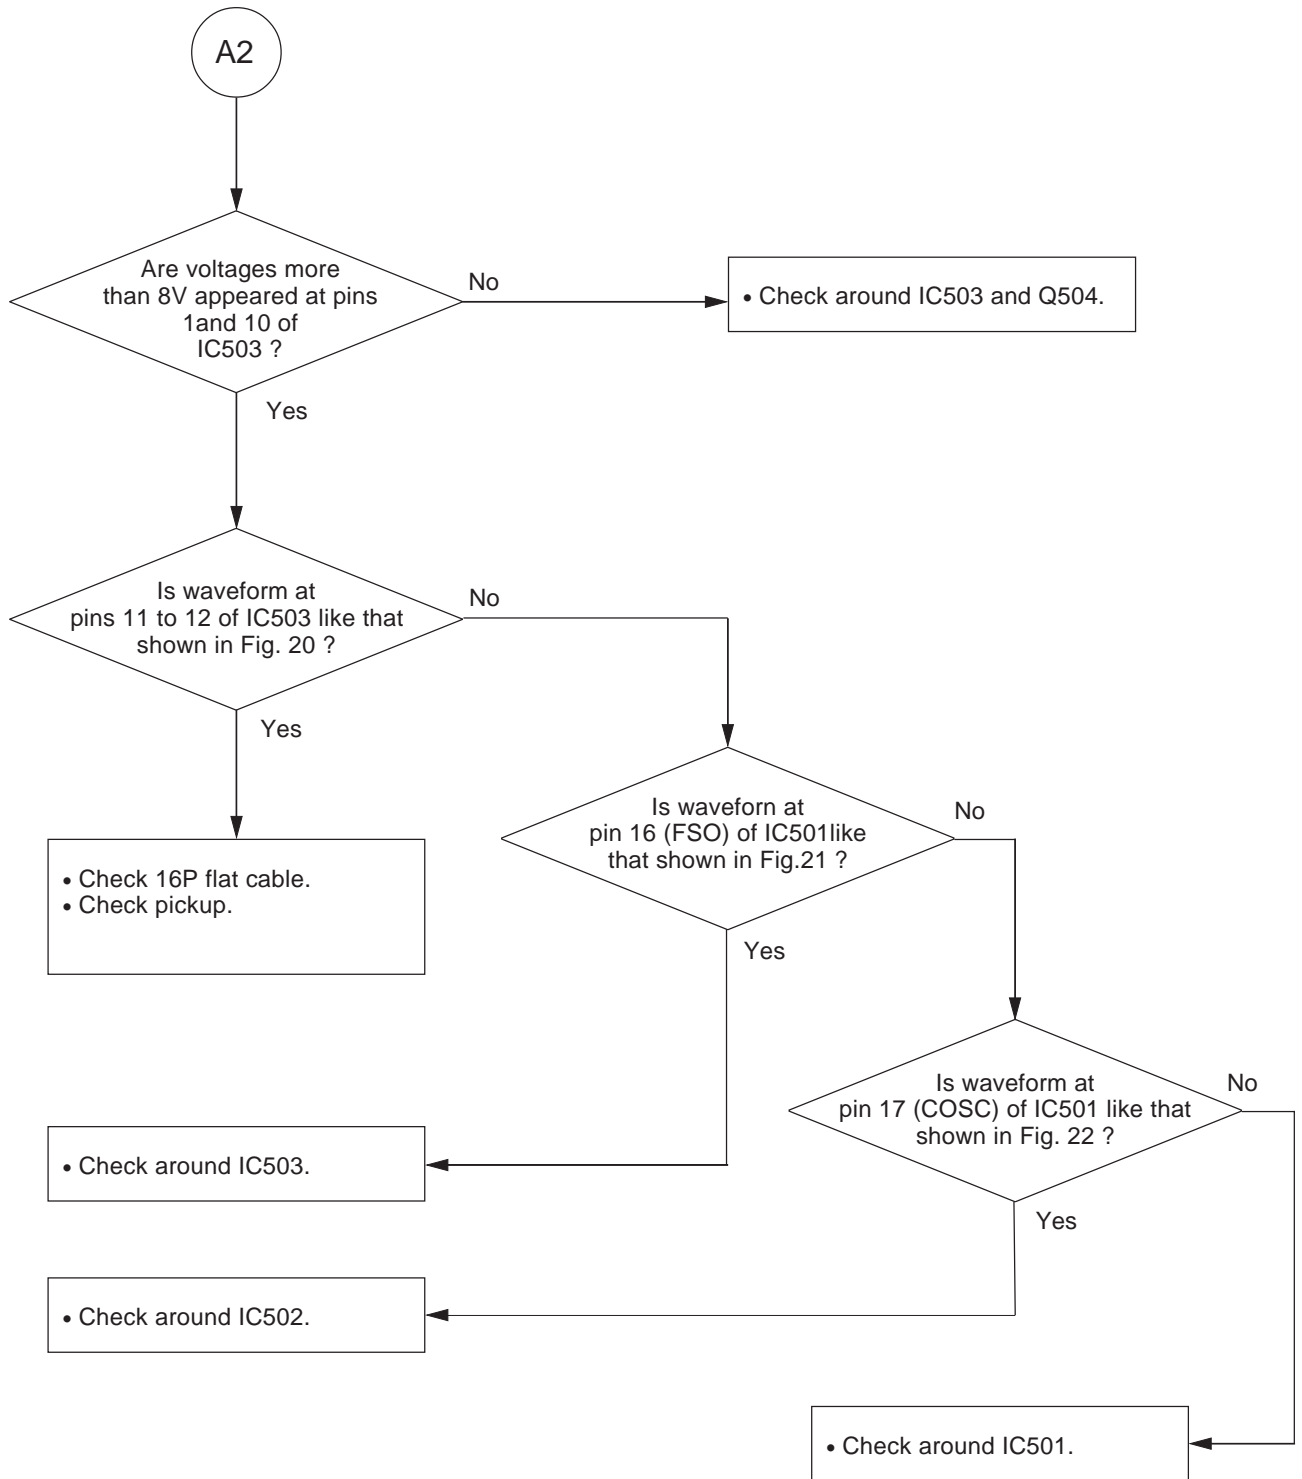 A2
Are voltages more
than 8V appeared at pins
1and 10 of
IC503 ?
No
• Check around IC503 and Q504.
Yes
Is waveform at
pins 11 to 12 of IC503 like that
shown in Fig. 20 ?
No
Yes
• Check 16P flat cable.
• Check pickup.
Is waveforn at
pin 16 (FSO) of IC501like
that shown in Fig.21 ?
No
Yes
Is waveform at
pin 17 (COSC) of IC501 like that
shown in Fig. 22 ?
No
Yes
• Check around IC503.
• Check around IC502.
• Check around IC501.